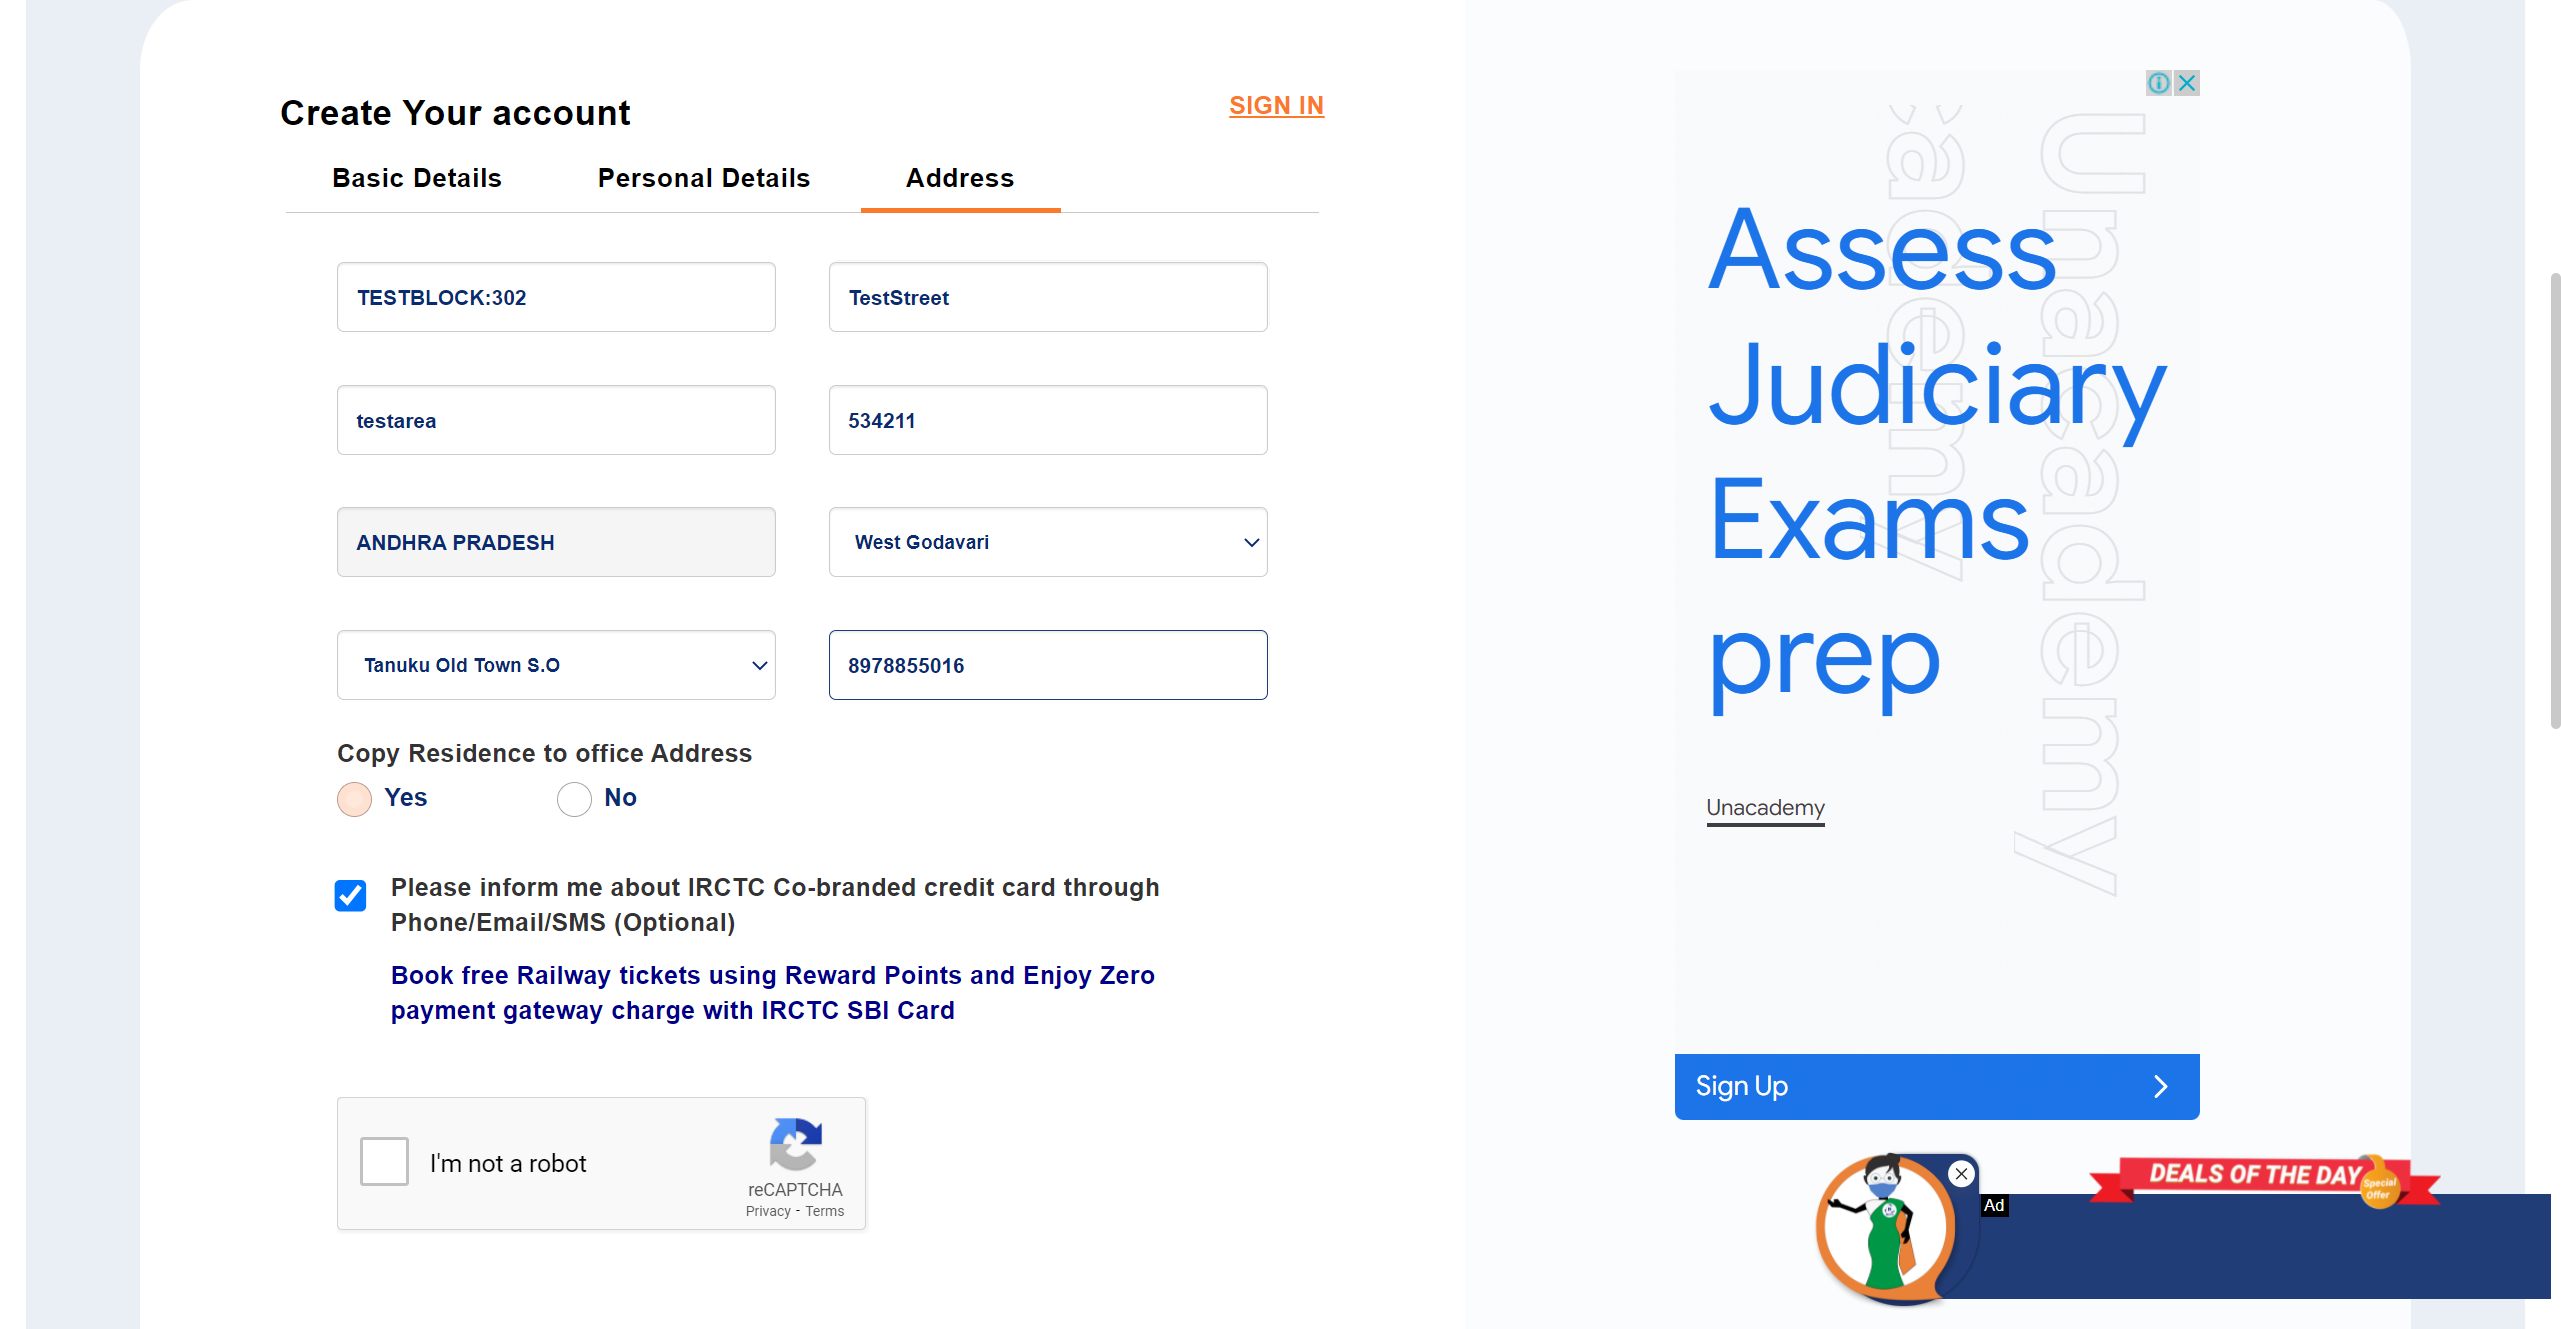 Create Your account
SIGN IN
Basic Details
Personal Details
Address
TESTBLOCK:302
TestStreet
testarea
534211
ANDHRA PRADESH
West Godavari
Tanuku Old Town S.O
8978855016
Copy Residence to office Address
Yes
No
Please inform me about IRCTC Co-branded credit card through
Phone/Email/SMS (Optional)
Book free Railway tickets using Reward Points and Enjoy Zero
payment gateway charge with IRCTC SBI Card
I'm not a robot
reCAPTCHA
Privacy - Terms
Unacademy
cademy
Assess
Judiciary
Exams
prep
Unacademy
Sign Up
DEALS OF THE DAY
Special
Offer
Ad